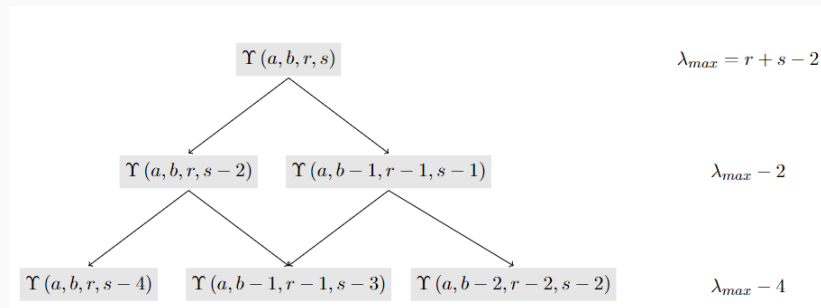 ϒ (a, b, r, s) λ_max = r + s − 2
ϒ (a, b, r, s − 2) ϒ (a, b − 1, r − 1, s − 1) λ_max − 2
ϒ (a, b, r, s − 4) ϒ (a, b − 1, r − 1, s − 3) ϒ (a, b − 2, r − 2, s − 2) λ_max − 4